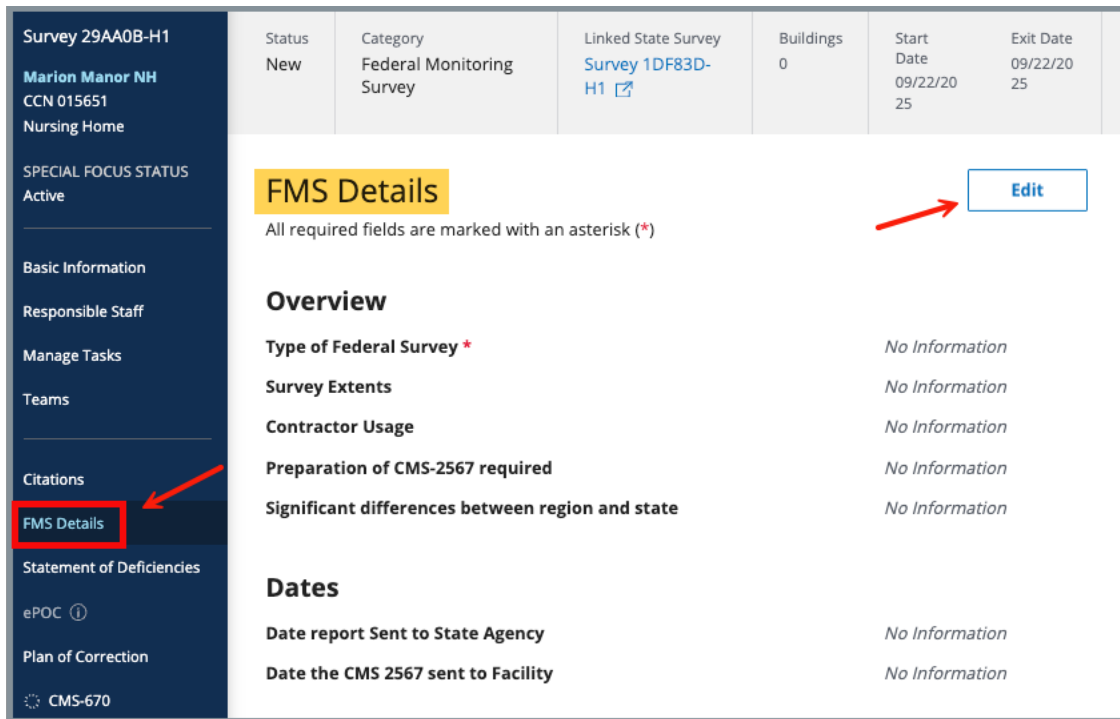 Survey 29AA0B-H1
Marion Manor NH
CCN 015651
Nursing Home
SPECIAL FOCUS STATUS
Active
Basic Information
Responsible Staff
Manage Tasks
Teams
Citations
FMS Details
Statement of Deficiencies
ePOC
Plan of Correction
CMS-670
Status
New
Category
Federal Monitoring
Survey
Linked State Survey
Survey 1DF83D-
H1
Buildings
0
Start
Date
09/22/20
25
Exit Date
09/22/20
25
FMS Details
Edit
All required fields are marked with an asterisk (*)
Overview
Type of Federal Survey * No Information
Survey Extents No Information
Contractor Usage No Information
Preparation of CMS-2567 required No Information
Significant differences between region and state No Information
Dates
Date report Sent to State Agency No Information
Date the CMS 2567 sent to Facility No Information